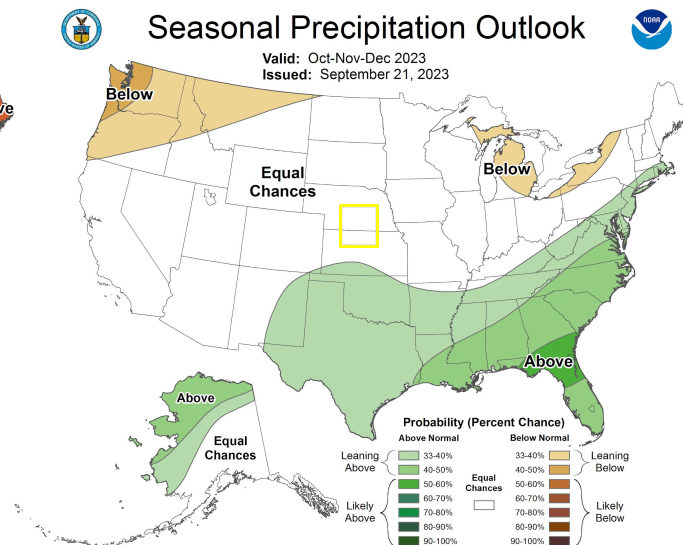 Seasonal Precipitation Outlook
NOAA
Valid: Oct-Nov-Dec 2023
Issued: September 21, 2023
ve
Below
Equal
Chances
Below
Above
Above
Equal
Chances
Probability (Percent Chance)
Above Normal
Below Normal
Leaning
Above
33-40%
40-50%
50-60%
60-70%
70-80%
80-90%
90-100%
Likely
Above
Equal
Chances
33-40%
40-50%
50-60%
60-70%
70-80%
80-90%
90-100%
Leaning
Below
Likely
Below